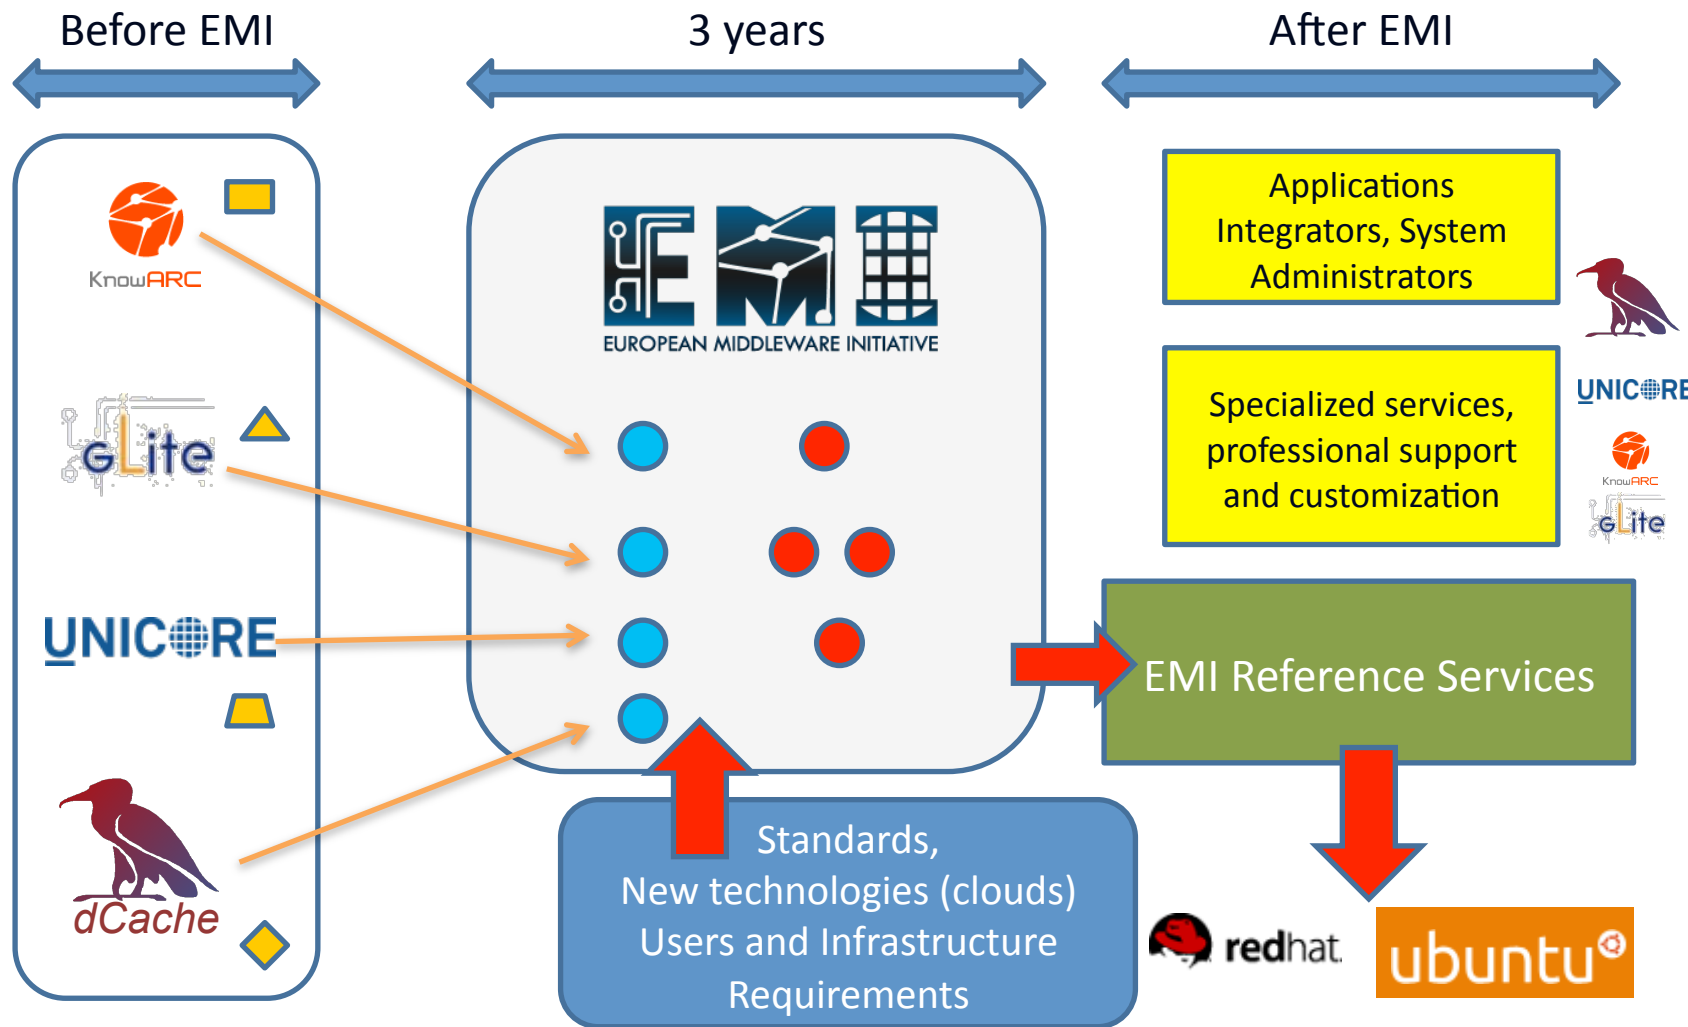 Before EMI
3 years
After EMI
KnowARC
gLite
UNICORE
dCache
EMI
EUROPEAN MIDDLEWARE INITIATIVE
Standards,
New technologies (clouds)
Users and Infrastructure
Requirements
Applications
Integrators, System
Administrators
Specialized services,
professional support
and customization
UNICORE
KnowARC
gLite
EMI Reference Services
redhat.
ubuntu